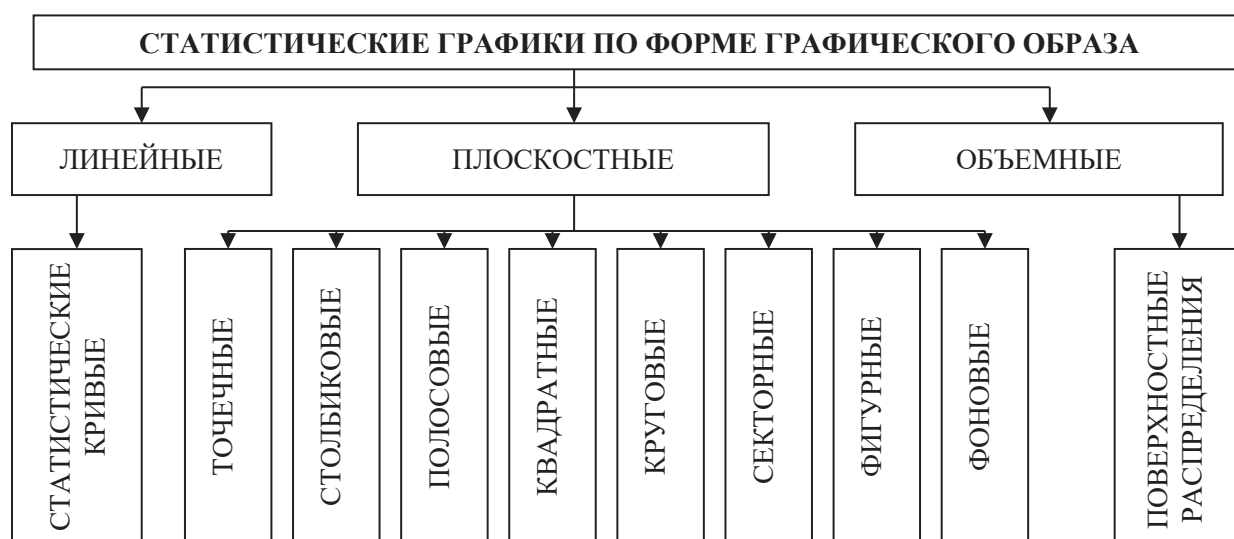 СТАТИСТИЧЕСКИЕ ГРАФИКИ ПО ФОРМЕ ГРАФИЧЕСКОГО ОБРАЗА
ЛИНЕЙНЫЕ
ПЛОСКОСТНЫЕ
ОБЪЕМНЫЕ
СТАТИСТИЧЕСКИЕ
КРИВЫЕ
ТОЧЕЧНЫЕ
СТОЛБИКОВЫЕ
ПОЛОСОВЫЕ
КВАДРАТНЫЕ
КРУГОВЫЕ
СЕКТОРНЫЕ
ФИГУРНЫЕ
ФОНОВЫЕ
ПОВЕРХНОСТНЫЕ
РАСПРЕДЕЛЕНИЯ